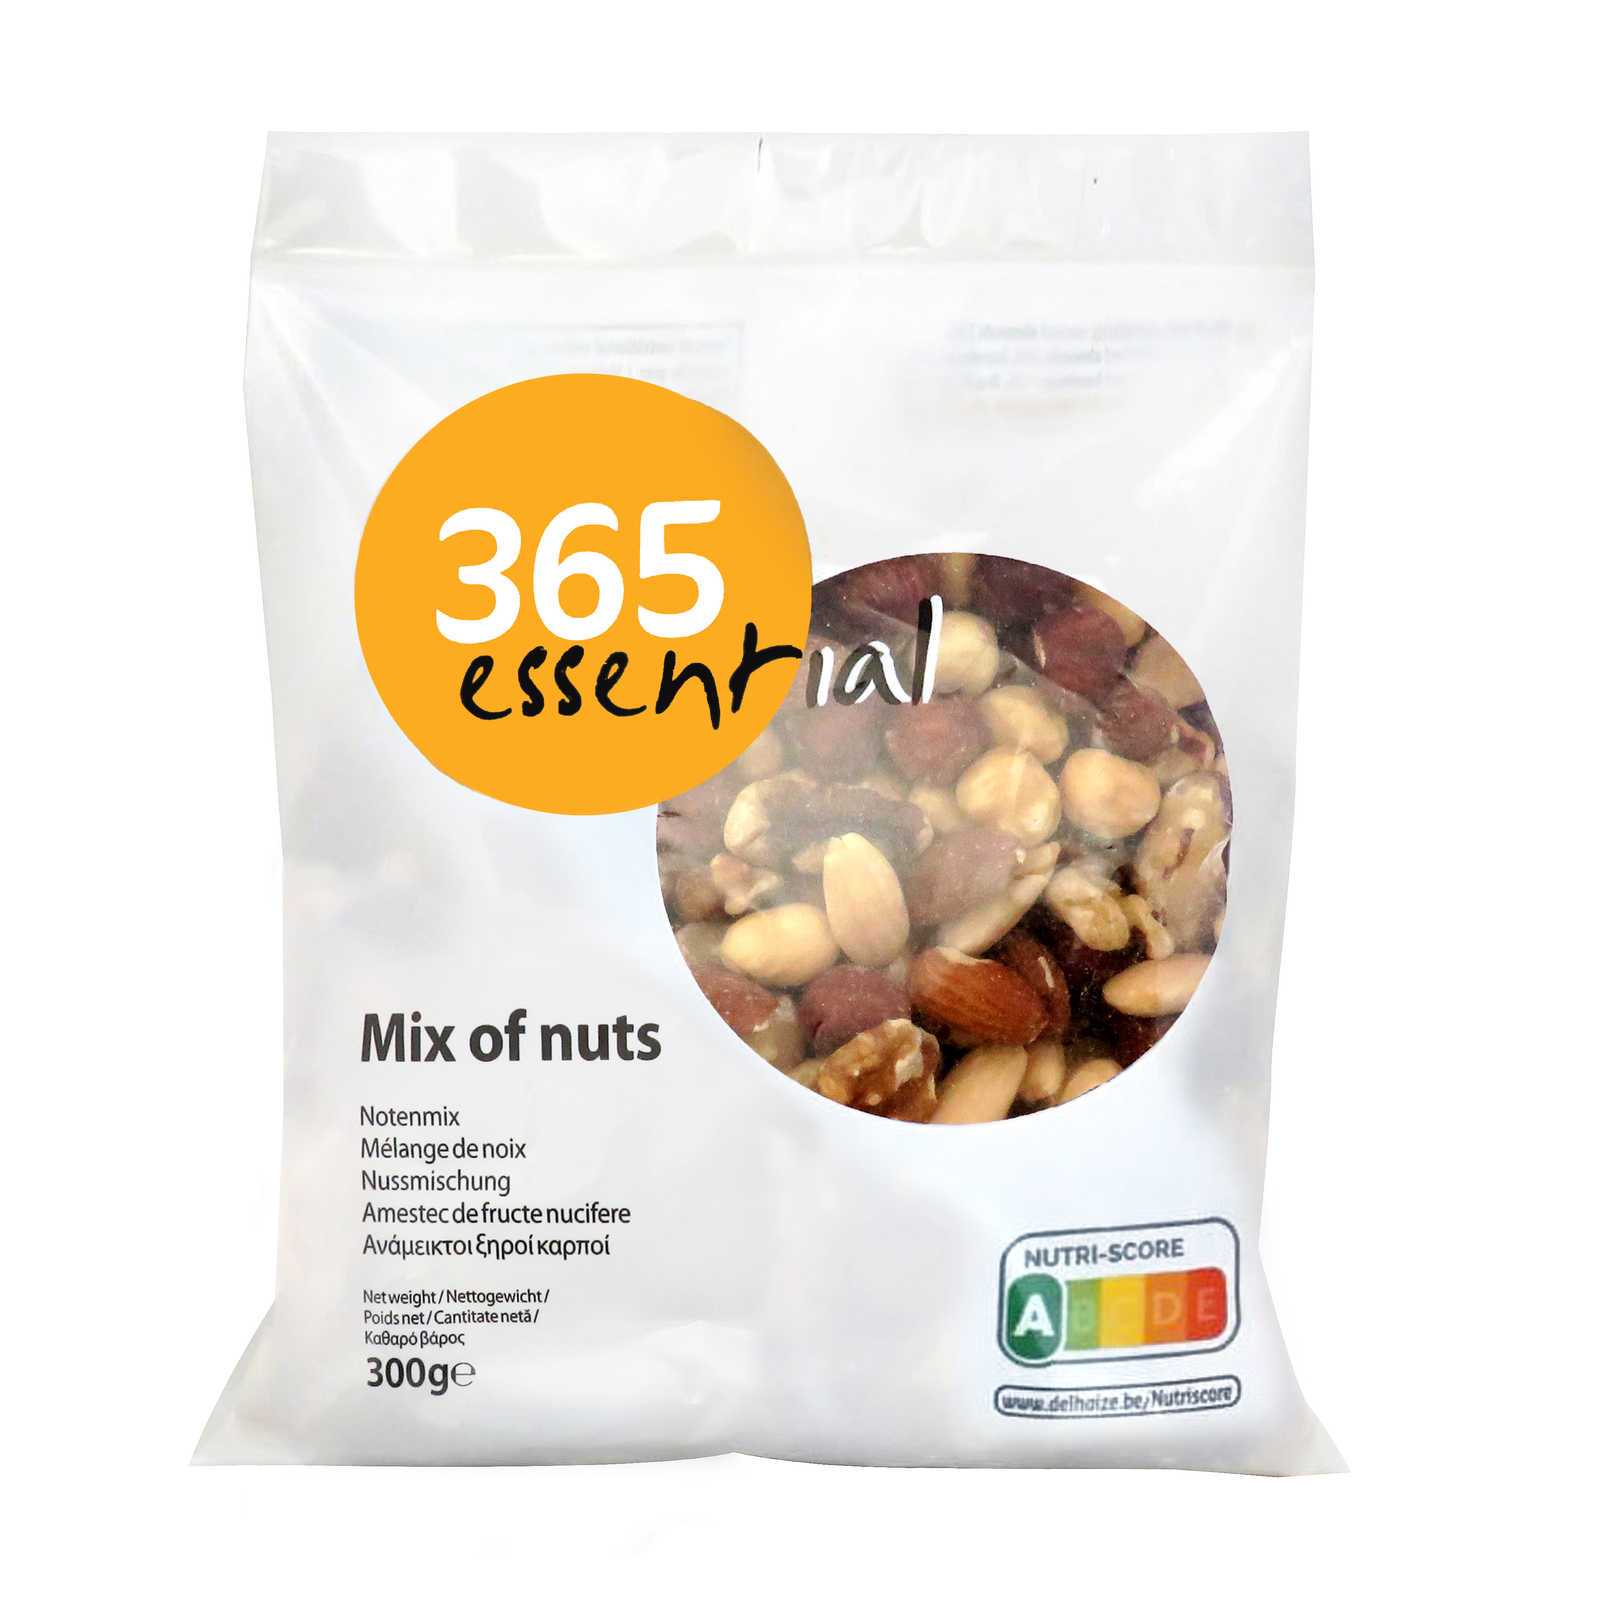 365
essential
Mix of nuts
Notenmix
Mélange de noix
Nussmischung
Amestec de fructe nucifere
Ανάμεικτοι ξηροί καρποί
Net weight / Nettogewicht /
Poids net / Cantitate netă /
Καθαρό βάρος
300g℮
NUTRI-SCORE
A B C D E
www.delhaize.be/Nutriscore